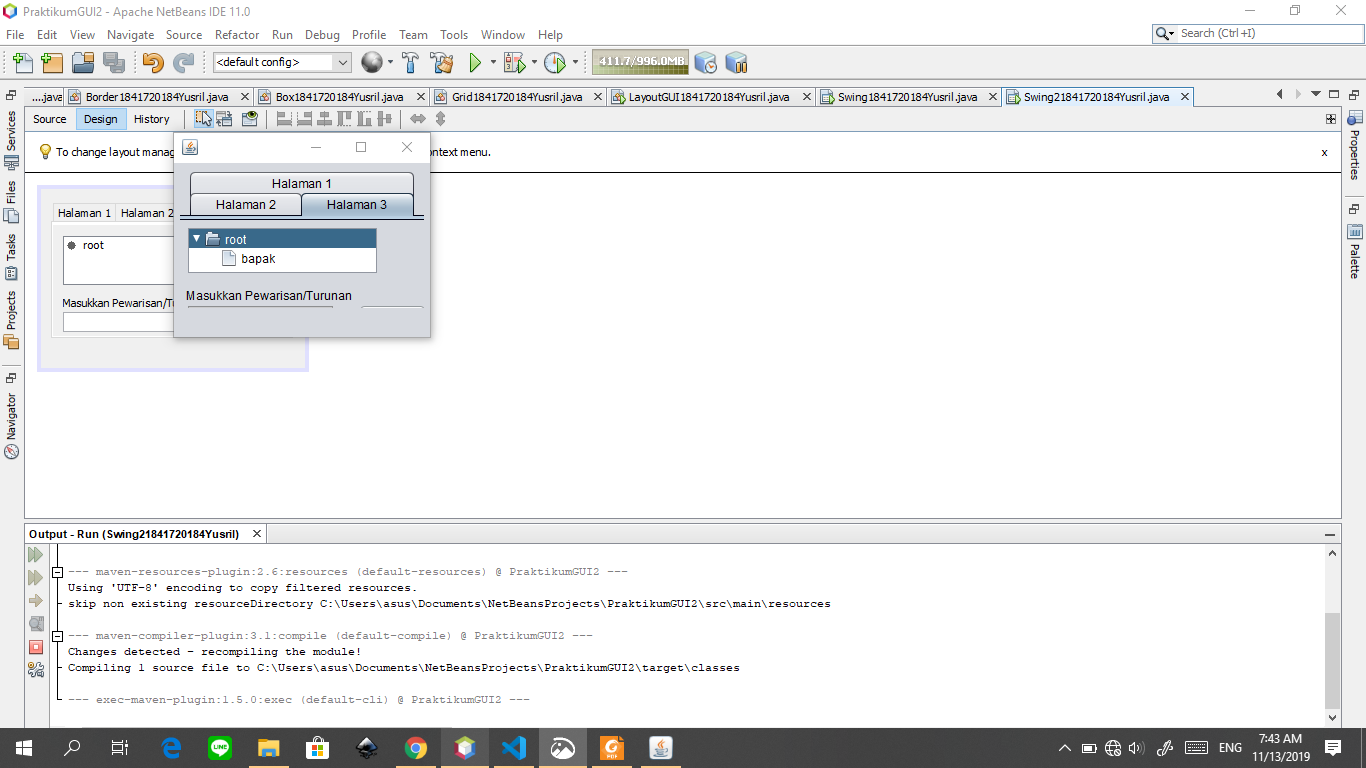 PraktikumGUI2 - Apache NetBeans IDE 11.0
File Edit View Navigate Source Refactor Run Debug Profile Team Tools Window Help
Search (Ctrl+I)
<default config>
411.7/996.0MB
....java Border1841720184Yusril.java Box1841720184Yusril.java Grid1841720184Yusril.java LayoutGUI1841720184Yusril.java Swing1841720184Yusril.java Swing21841720184Yusril.java
Source Design History
To change layout manag
ontext menu.
x
Services
Files
Tasks
Projects
Navigator
Properties
Palette
Halaman 1 Halaman 2
root
Masukkan Pewarisan/Tu
Halaman 1
Halaman 2 Halaman 3
root
bapak
Masukkan Pewarisan/Turunan
Output - Run (Swing21841720184Yusril)
--- maven-resources-plugin:2.6:resources (default-resources) @ PraktikumGUI2 ---
Using 'UTF-8' encoding to copy filtered resources.
skip non existing resourceDirectory C:\Users\asus\Documents\NetBeansProjects\PraktikumGUI2\src\main\resources
--- maven-compiler-plugin:3.1:compile (default-compile) @ PraktikumGUI2 ---
Changes detected - recompiling the module!
Compiling 1 source file to C:\Users\asus\Documents\NetBeansProjects\PraktikumGUI2\target\classes
--- exec-maven-plugin:1.5.0:exec (default-cli) @ PraktikumGUI2 ---
LINE
PDF
ENG
7:43 AM
11/13/2019